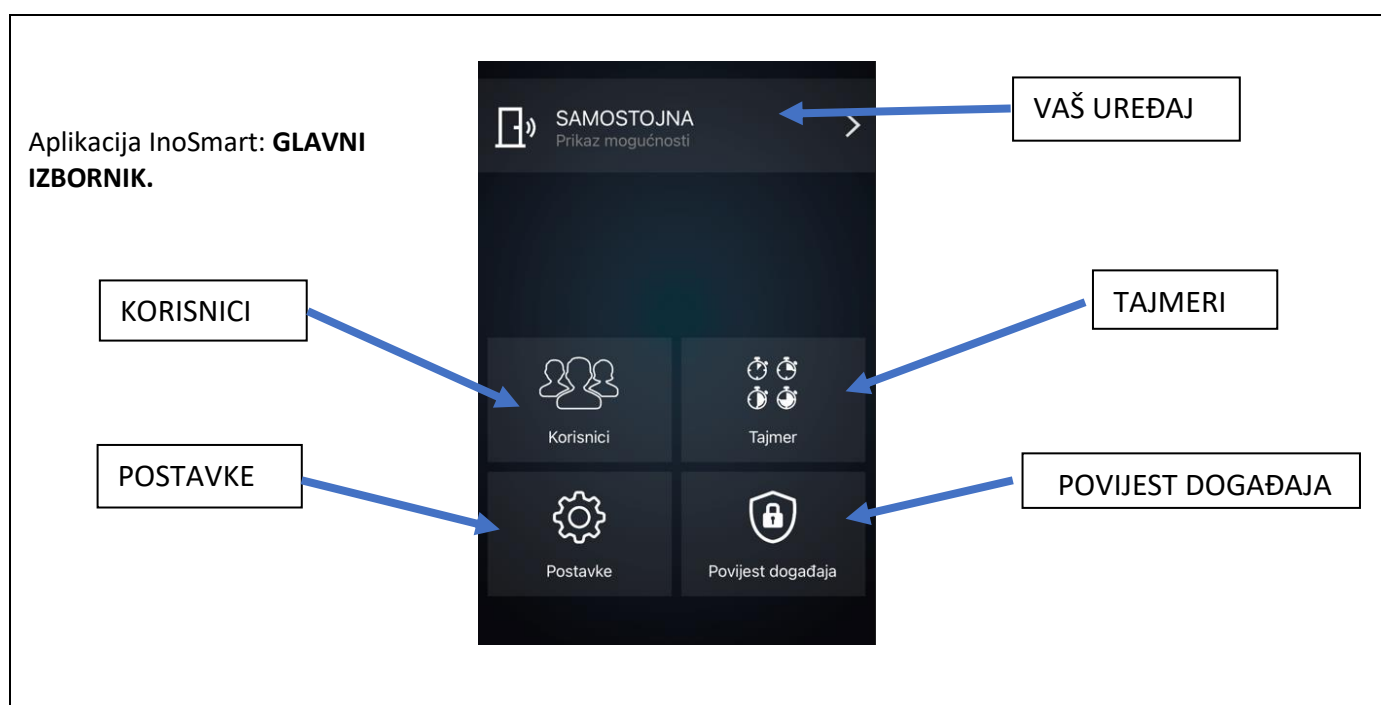 VAŠ UREĐAJ
SAMOSTOJNA
Prikaz mogućnosti
Aplikacija InoSmart: GLAVNI
IZBORNIK.
KORISNICI
TAJMERI
Korisnici
Tajmer
POSTAVKE
POVIJEST DOGAĐAJA
Postavke
Povijest događaja